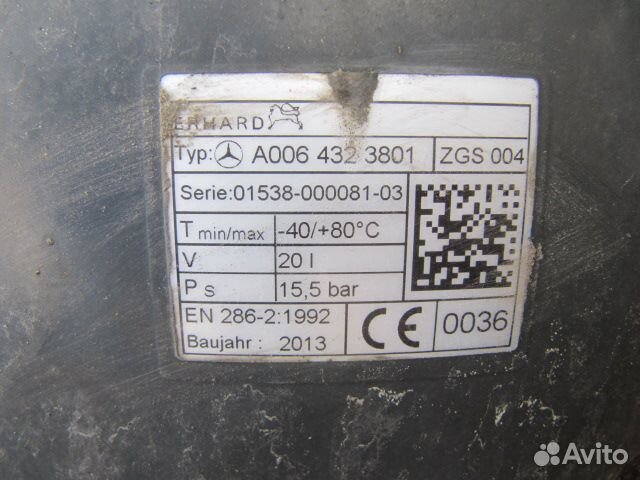 ERHARD
Typ: A006 432 3801 ZGS 004
Serie:01538-000081-03
T min/max -40/+80°C
V 20 l
P s 15,5 bar
EN 286-2:1992 CE 0036
Baujahr: 2013
Avito